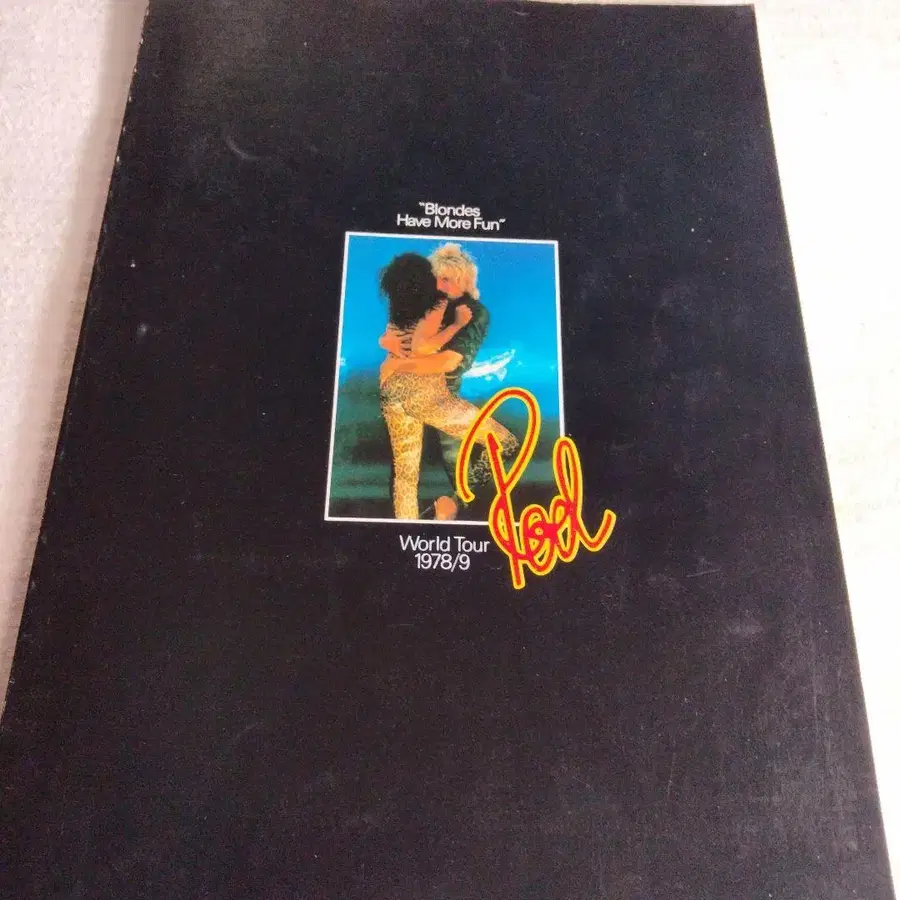 "Blondes
Have More Fun"
Rod
World Tour
1978/9